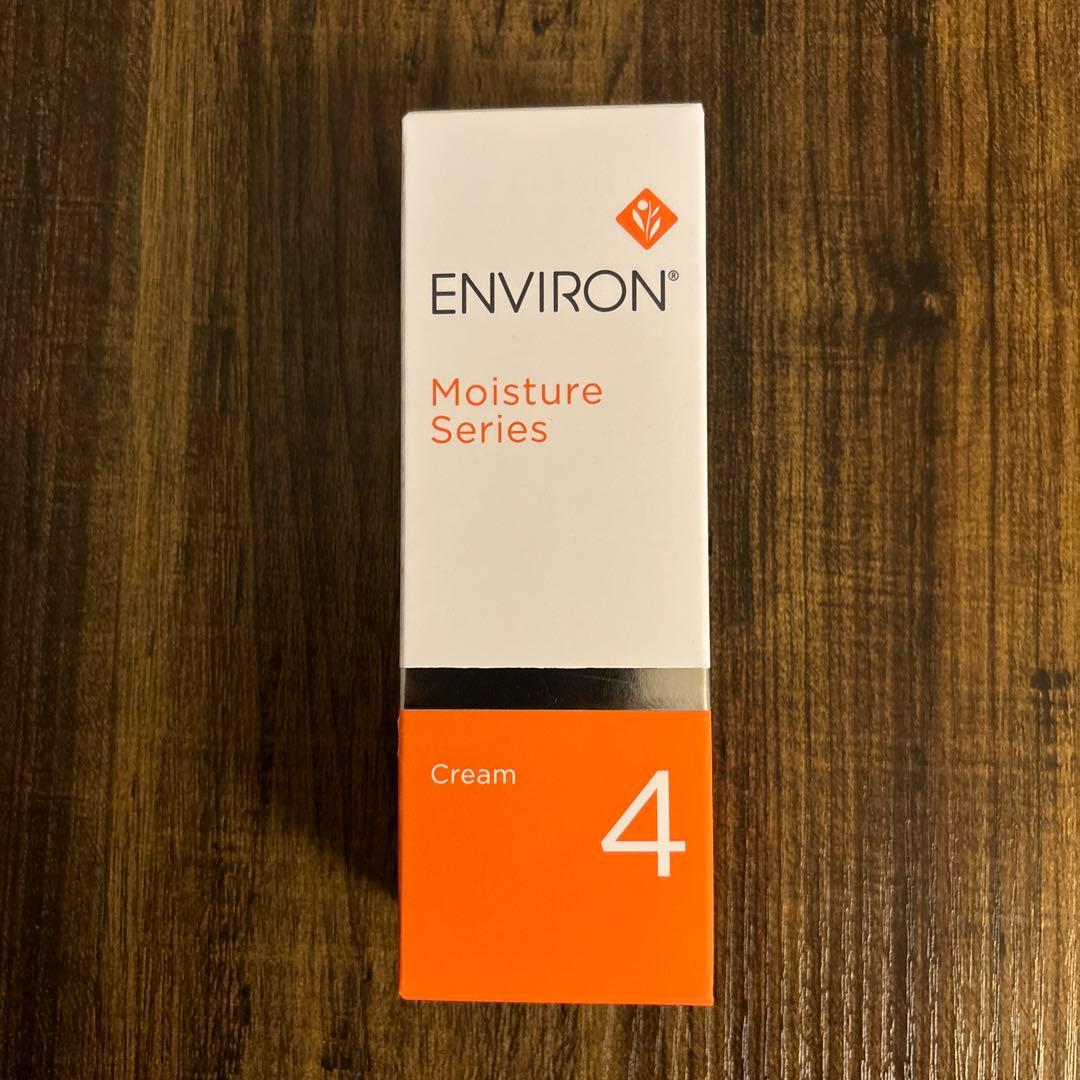 ENVIRON®
Moisture
Series
Cream
4